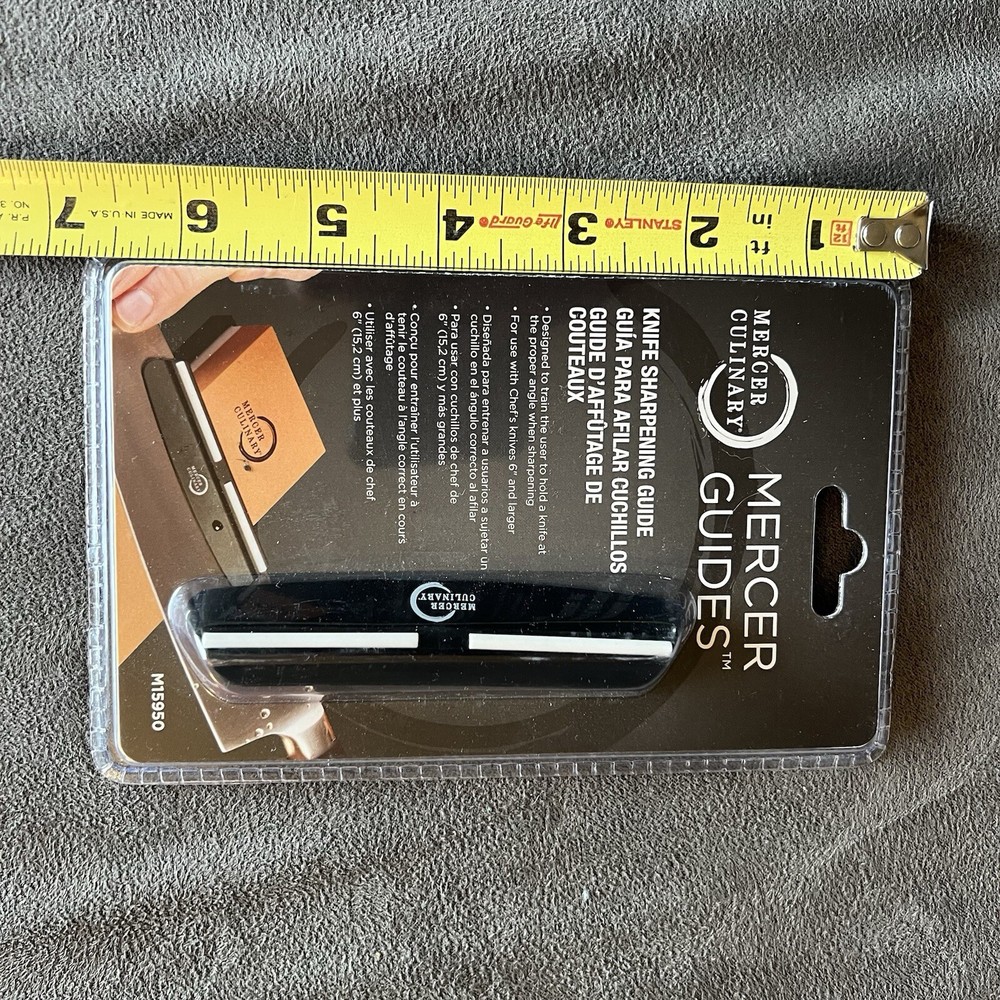 MERCER
CULINARY®
MERCER
GUIDES™
KNIFE SHARPENING GUIDE
GUÍA PARA AFILAR CUCHILLOS
GUIDE D'AFFÛTAGE DE
COUTEAUX
• Designed to train the user to hold a knife at
the proper angle when sharpening
• For use with Chef's knives 6" and larger
• Diseñada para entrenar a usuarios a sujetar un
cuchillo en el ángulo correcto al afilar
• Para usar con cuchillos de chef de
6" (15,2 cm) y más grandes
• Conçu pour entraîner l'utilisateur à
tenir le couteau à l'angle correct en cours
d'affûtage
• Utiliser avec les couteaux de chef
6" (15,2 cm) et plus
MERCER
CULINARY
MERCER
CULINARY
M15950
1
12
ft
ft
in
2
STANLEY®
3
LifeGuard®
4
5
6
MADE IN U.S.A.
7